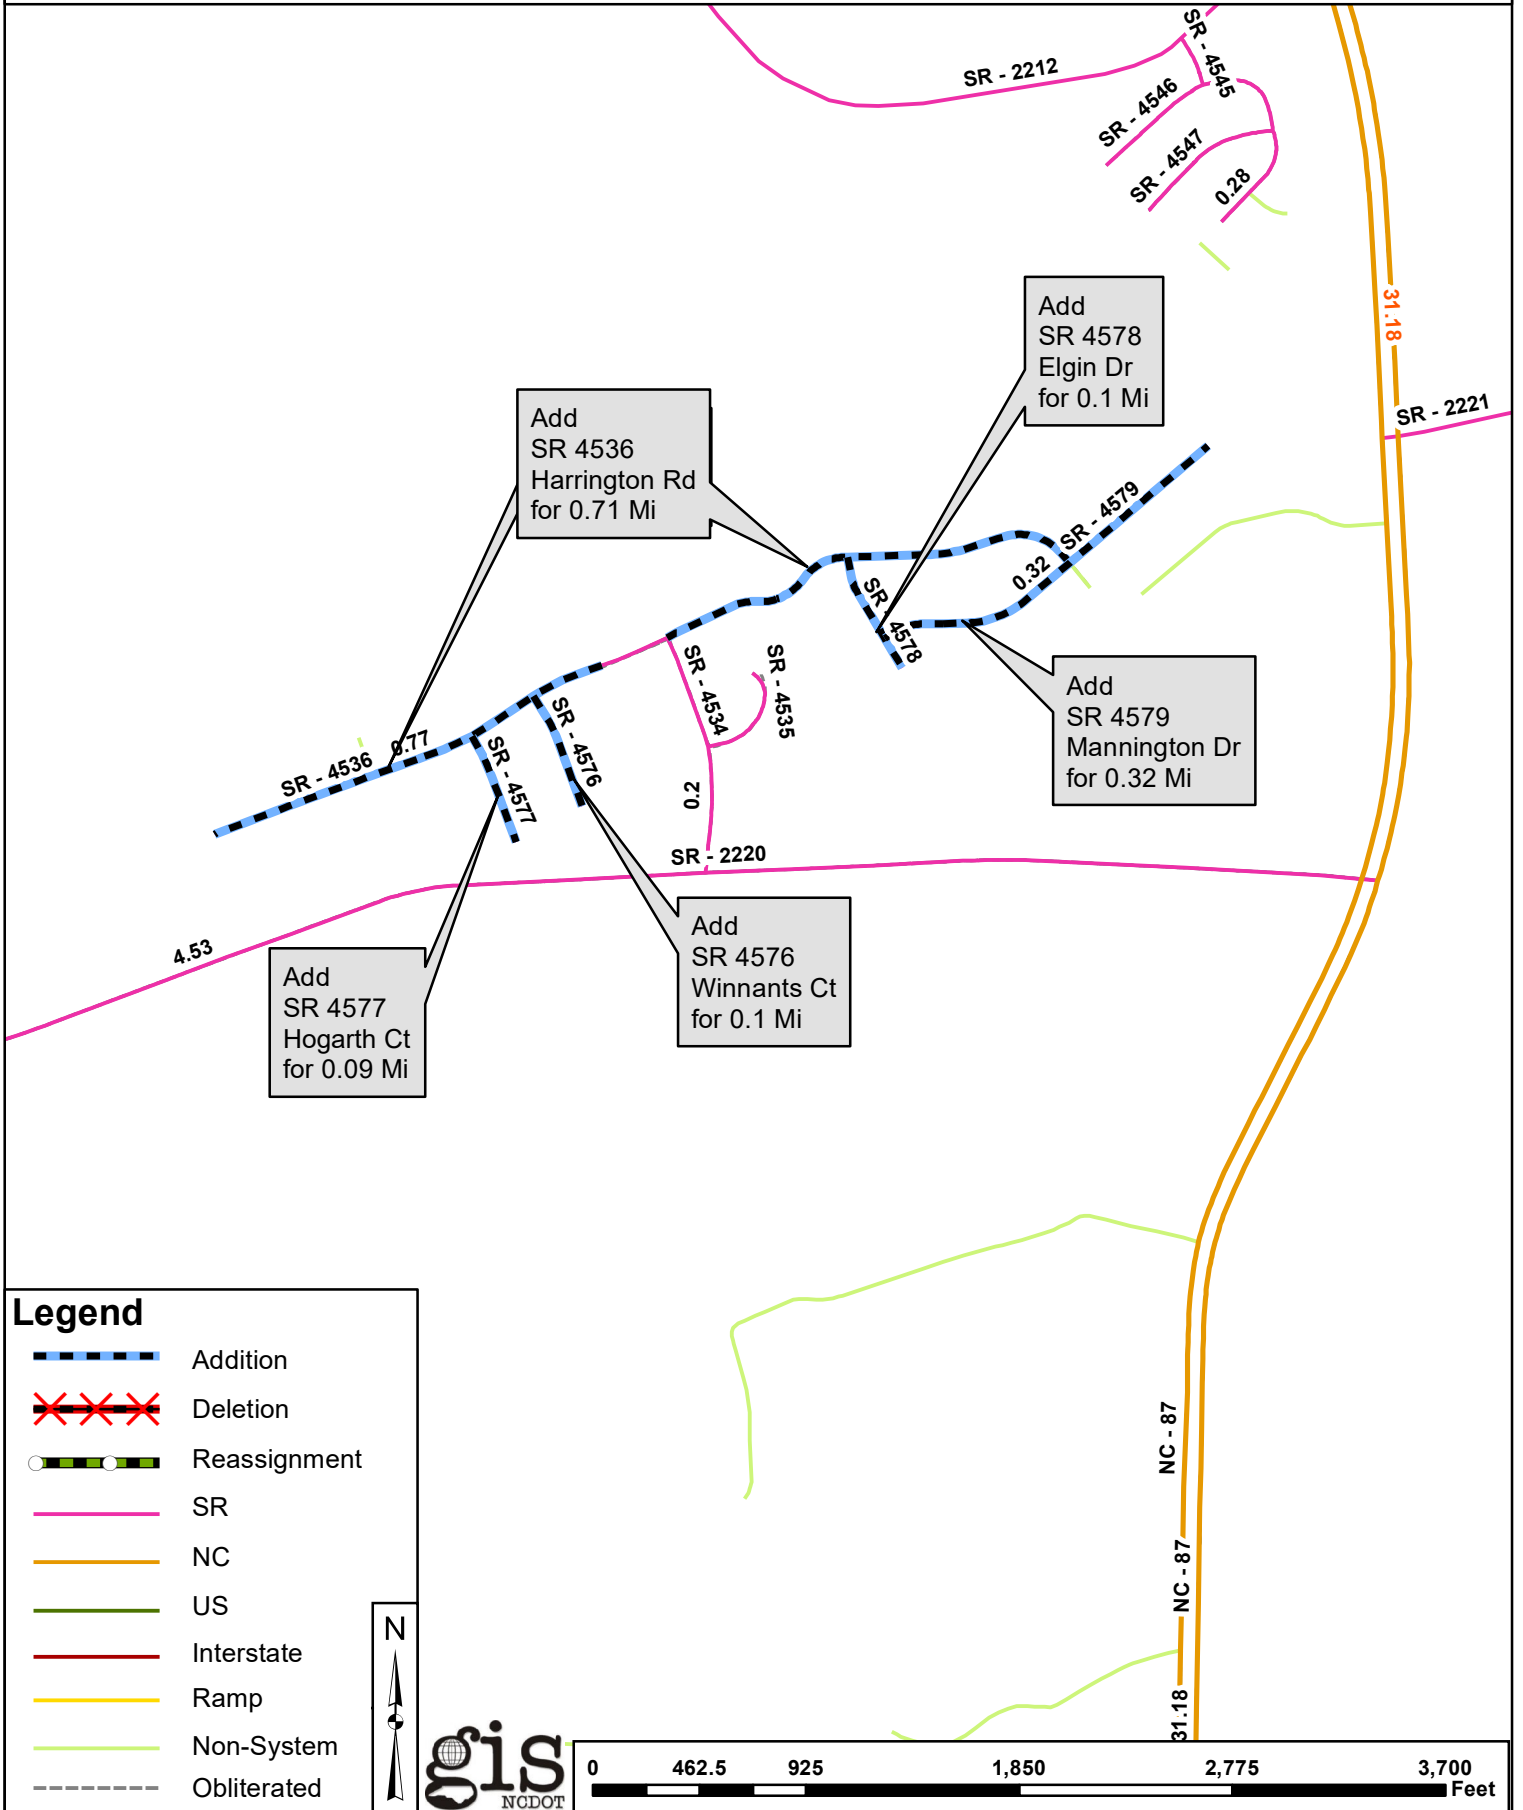 SR - 2212
SR - 4545
SR - 4546
SR - 4547
0.28
31.18
SR - 2221
Add
SR 4578
Elgin Dr
for 0.1 Mi
Add
SR 4536
Harrington Rd
for 0.71 Mi
SR - 4579
0.32
SR - 4578
SR - 4534
SR - 4535
Add
SR 4579
Mannington Dr
for 0.32 Mi
SR - 4536
0.77
SR - 4576
SR - 4577
0.2
SR - 2220
4.53
Add
SR 4577
Hogarth Ct
for 0.09 Mi
Add
SR 4576
Winnants Ct
for 0.1 Mi
NC - 87
NC - 87
31.18
Legend
Addition
Deletion
Reassignment
SR
NC
US
Interstate
Ramp
Non-System
Obliterated
N
gis
NCDOT
0 462.5 925 1,850 2,775 3,700
Feet